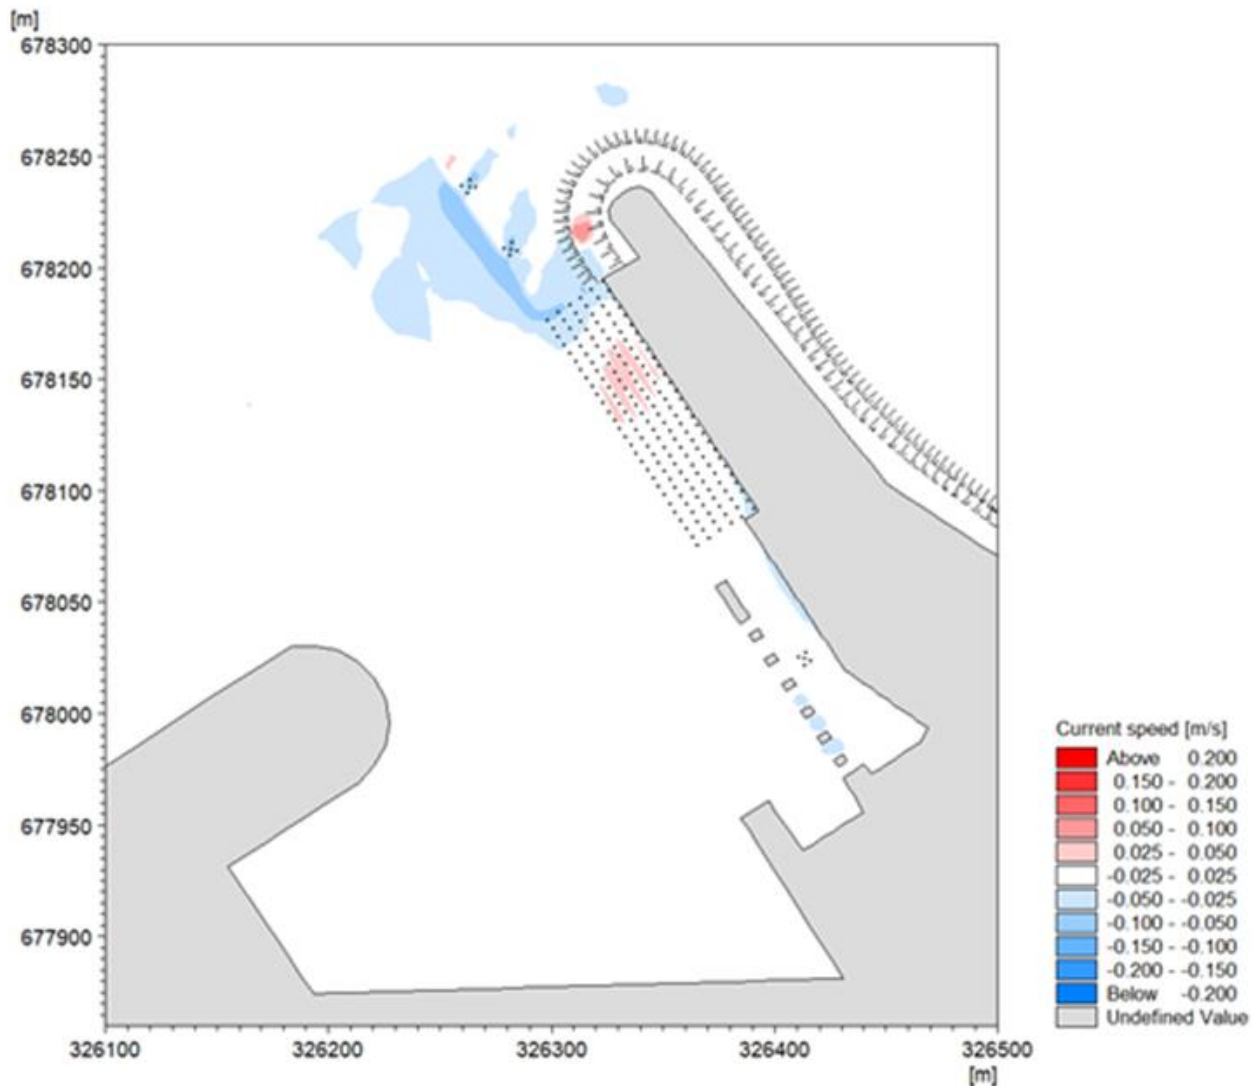 [m]
678300
678250
678200
678150
678100
678050
678000
677950
677900
326100 326200 326300 326400 326500
[m]
Current speed [m/s]
Above 0.200
0.150 - 0.200
0.100 - 0.150
0.050 - 0.100
0.025 - 0.050
-0.025 - 0.025
-0.050 - -0.025
-0.100 - -0.050
-0.150 - -0.100
-0.200 - -0.150
Below -0.200
Undefined Value